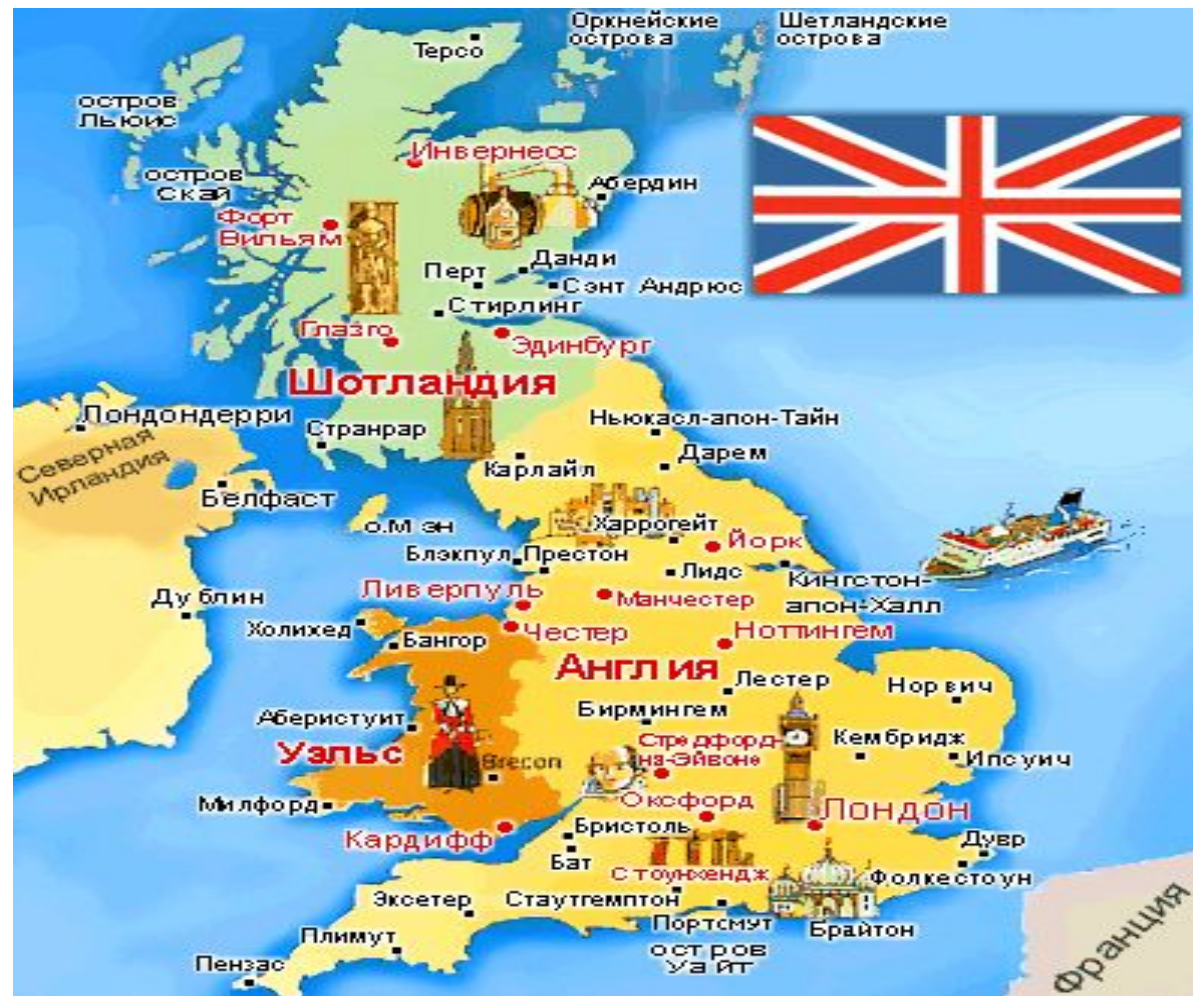 Оркнейские
острова
Шетландские
острова
Терсо
остров
Льюис
Инвернесс
остров
Скай
Абердин
Форт
Вильям
Данди
Перт
Сэнт Андрюс
Стирлинг
Глазго
Эдинбург
Шотландия
Лондондерри
Ньюкасл-апон-Тайн
Странрар
Северная
Ирландия
Дарем
Карлайл
Белфаст
о.Мэн
Харрогейт
Йорк
Блэкпул
Престон
Лидс
Кингстон-
апон-Халл
Ливерпуль
Манчестер
Дублин
Холихед
Честер
Ноттингем
Бангор
Англия
Лестер
Норвич
Аберистуит
Бирмингем
Уэльс
Стредфорд-
на-Эйвоне
Кембридж
Ипсуич
Brecon
Милфорд
Оксфорд
Лондон
Кардифф
Бристоль
Бат
Дувр
Стоунхендж
Фолкестоун
Эксетер
Стаутгемптон
Портсмут
Брайтон
остров
Уайт
Плимут
Пензас
Франция